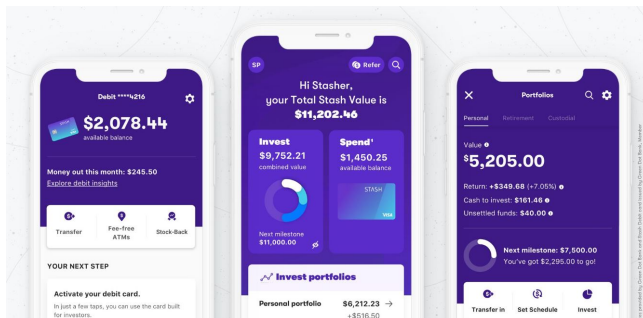 Debit ****4216
$2,078.44
available balance
Money out this month: $245.50
Explore debit insights
Transfer
Fee-free
ATMs
Stock-Back
YOUR NEXT STEP
Activate your debit card.
In just a few taps, you can use the card built
for investors.
SP
Refer
Hi Stasher,
your Total Stash Value is
$11,202.46
Invest
$9,752.21
combined value
Next milestone
$11,000.00
Spend¹
$1,450.25
available balance
STASH
VISA
Invest portfolios
Personal portfolio
$6,212.23 →
+$516.50
Portfolios
Personal
Retirement
Custodial
Value
$5,205.00
Return: +$349.68 (+7.05%)
Cash to invest: $161.46
Unsettled funds: $40.00
Next milestone: $7,500.00
You've got $2,295.00 to go!
Transfer in
Set Schedule
Invest